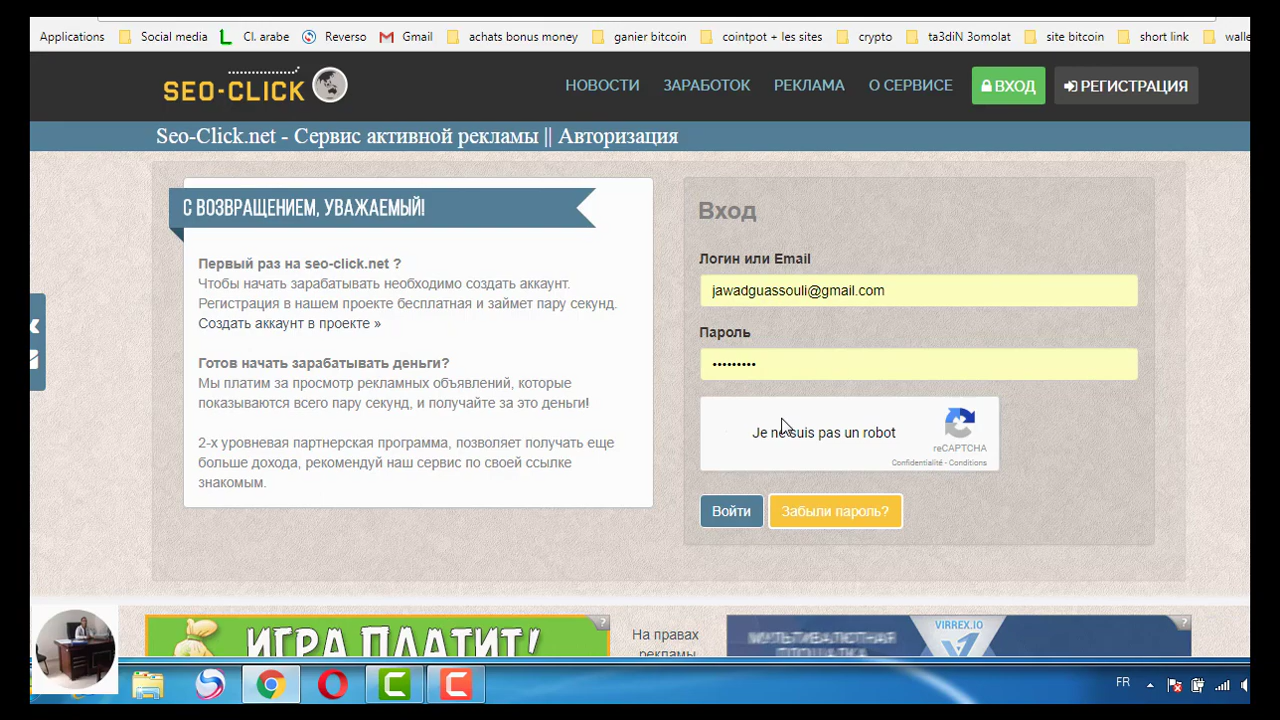 Applications Social media Cl. arabe Reverso Gmail achats bonus money ganier bitcoin cointpot + les sites crypto ta3diN 3omolat site bitcoin short link walle
SEO-CLICK НОВОСТИ ЗАРАБОТОК РЕКЛАМА О СЕРВИСЕ ВХОД РЕГИСТРАЦИЯ
Seo-Click.net - Сервис активной рекламы || Авторизация
С ВОЗВРАЩЕНИЕМ, УВАЖАЕМЫЙ!
Первый раз на seo-click.net ?
Чтобы начать зарабатывать необходимо создать аккаунт.
Регистрация в нашем проекте бесплатная и займет пару секунд.
Создать аккаунт в проекте »
Готов начать зарабатывать деньги?
Мы платим за просмотр рекламных объявлений, которые
показываются всего пару секунд, и получайте за это деньги!
2-х уровневая партнерская программа, позволяет получать еще
больше дохода, рекомендуй наш сервис по своей ссылке
знакомым.
Вход
Логин или Email
jawadguassouli@gmail.com
Пароль
•••••••••
Je ne suis pas un robot
reCAPTCHA
Confidentialité - Conditions
Войти Забыли пароль?
ИГРА ПЛАТИТ!
На правах
рекламы
МУЛЬТИВАЛЮТНАЯ
ПЛОЩАДКА
VIRREX.IO
FR